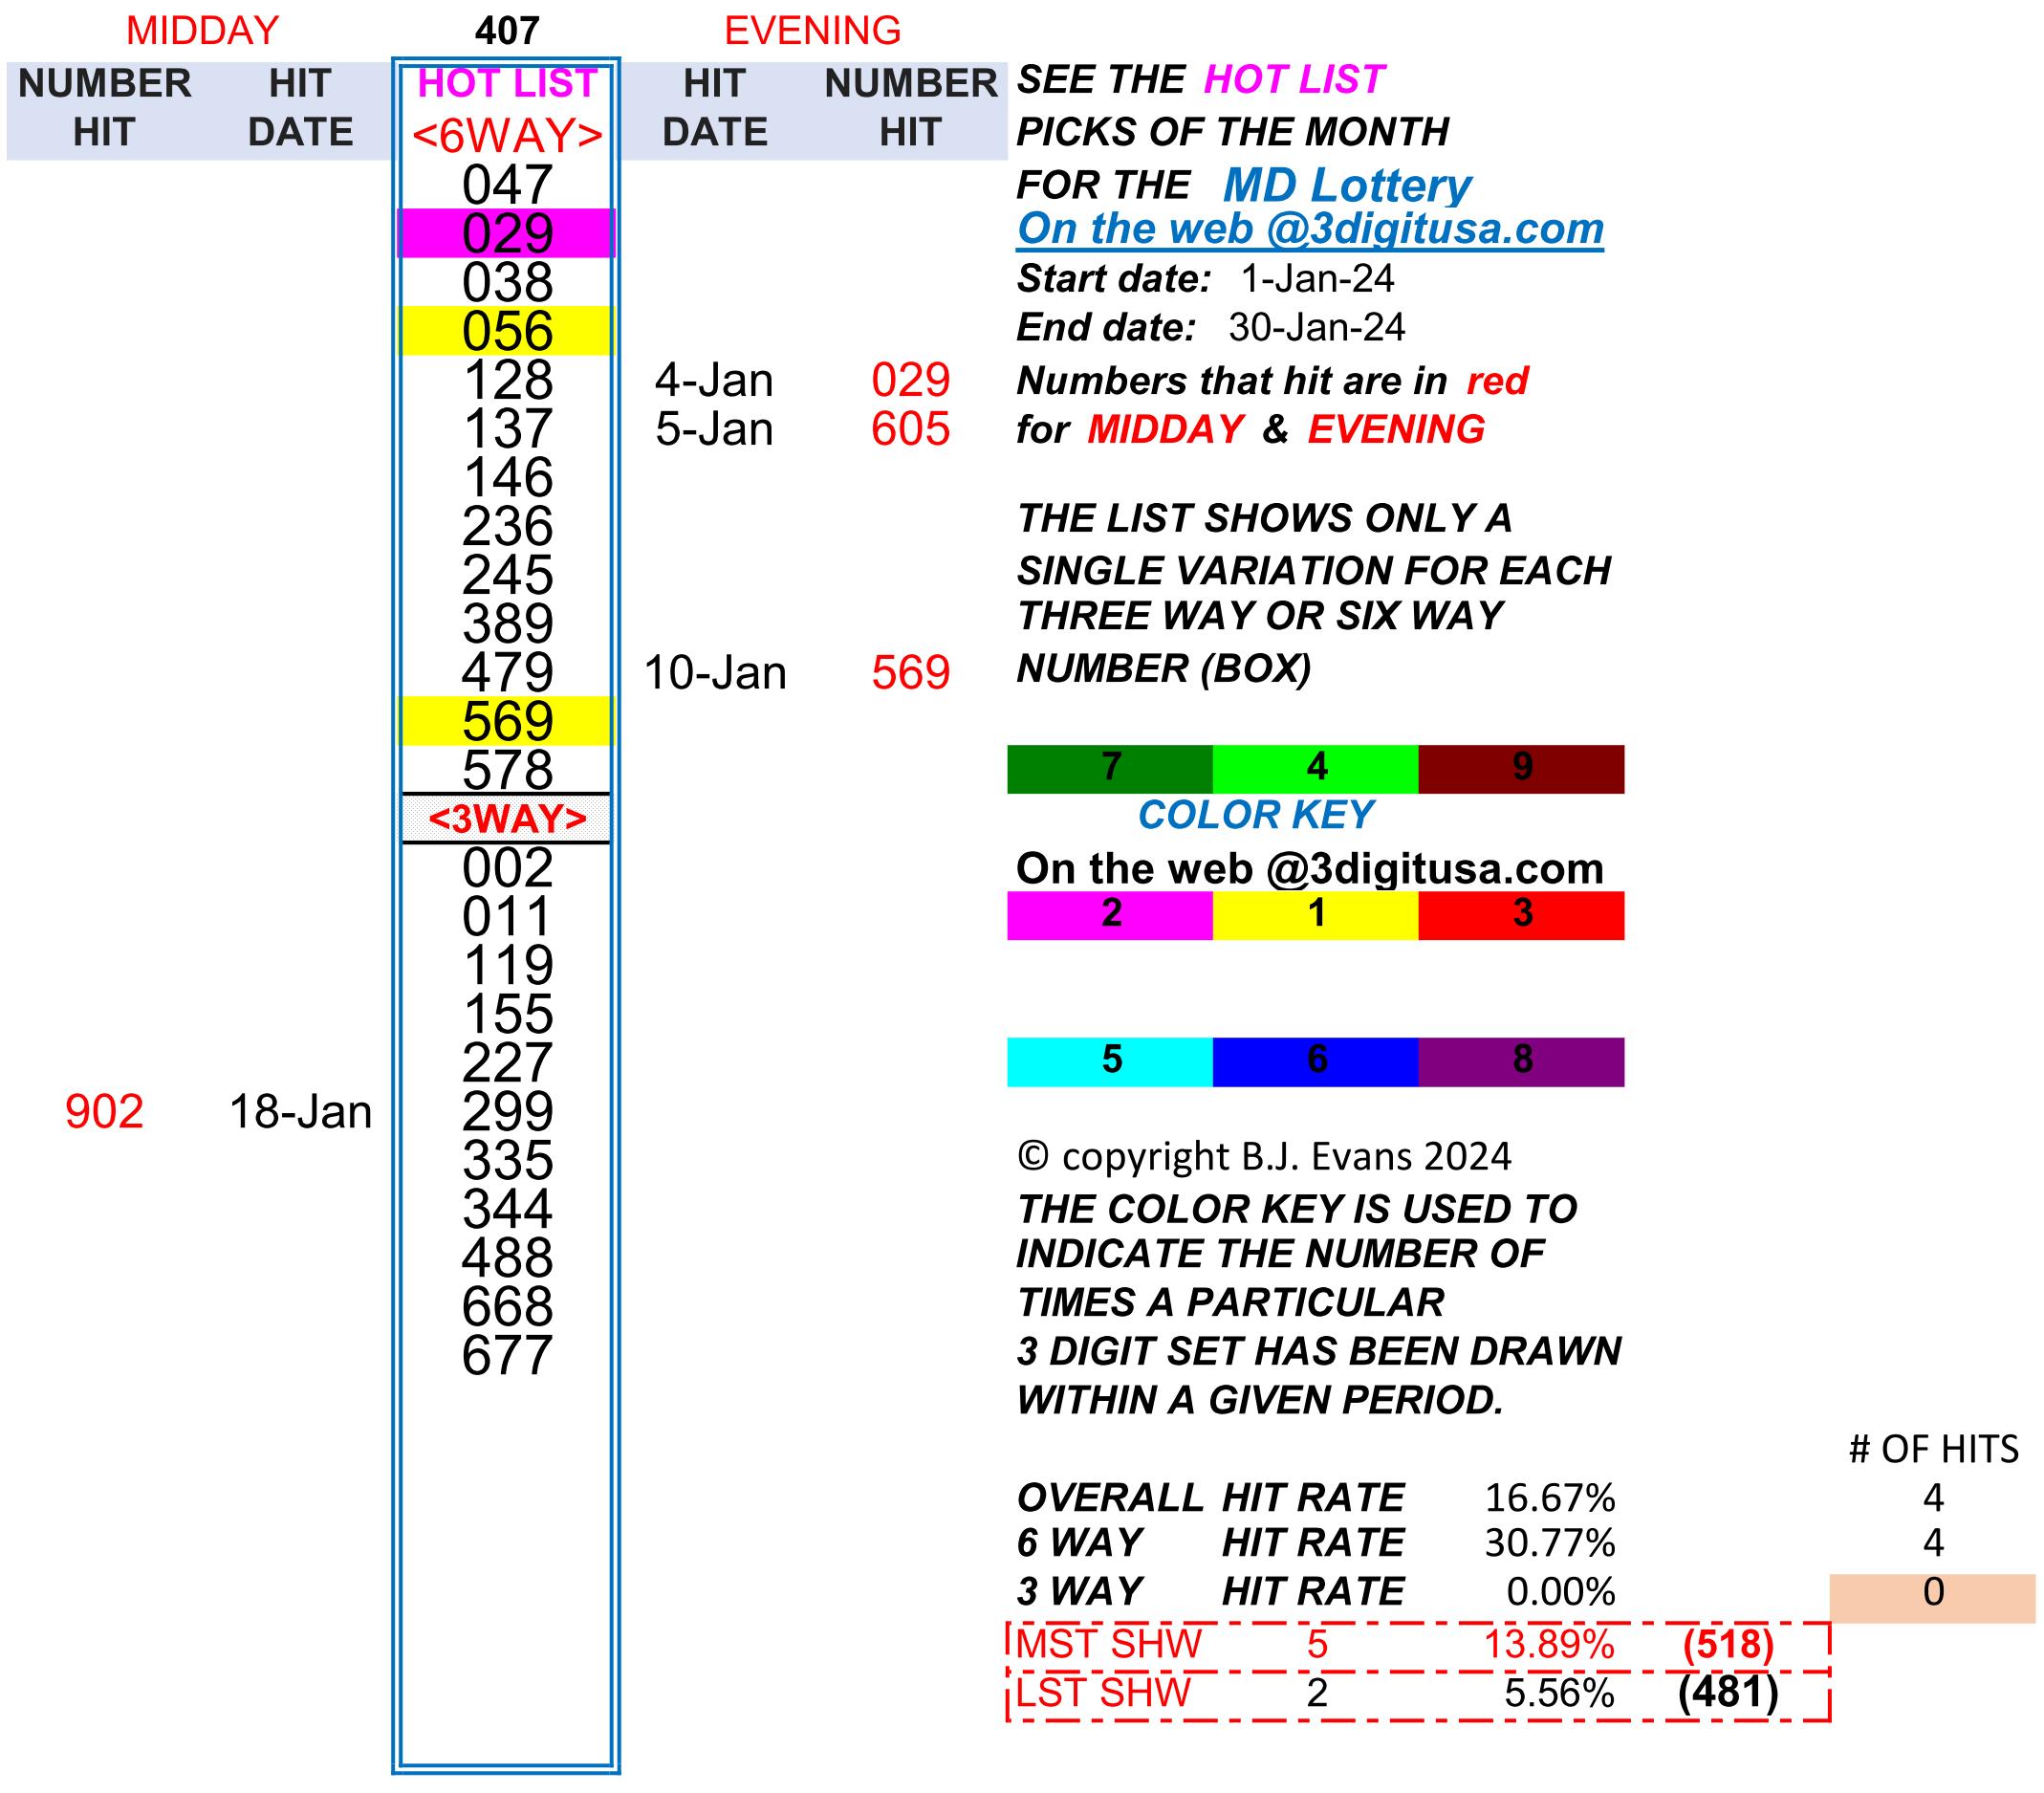 MIDDAY 407 EVENING
NUMBER HIT HOT LIST HIT NUMBER SEE THE HOT LIST
HIT DATE <6WAY> DATE HIT PICKS OF THE MONTH
047 FOR THE MD Lottery
029 On the web @3digitusa.com
038 Start date: 1-Jan-24
056 End date: 30-Jan-24
128 4-Jan 029 Numbers that hit are in red
137 5-Jan 605 for MIDDAY & EVENING
146
236 THE LIST SHOWS ONLY A
245 SINGLE VARIATION FOR EACH
389 THREE WAY OR SIX WAY
479 10-Jan 569 NUMBER (BOX)
569
578 7 4 9
<3WAY> COLOR KEY
002 On the web @3digitusa.com
011 2 1 3
119
155
227 5 6 8
902 18-Jan 299
335 © copyright B.J. Evans 2024
344 THE COLOR KEY IS USED TO
488 INDICATE THE NUMBER OF
668 TIMES A PARTICULAR
677 3 DIGIT SET HAS BEEN DRAWN
WITHIN A GIVEN PERIOD.
# OF HITS
OVERALL HIT RATE 16.67% 4
6 WAY HIT RATE 30.77% 4
3 WAY HIT RATE 0.00% 0
MST SHW 5 13.89% (518)
LST SHW 2 5.56% (481)